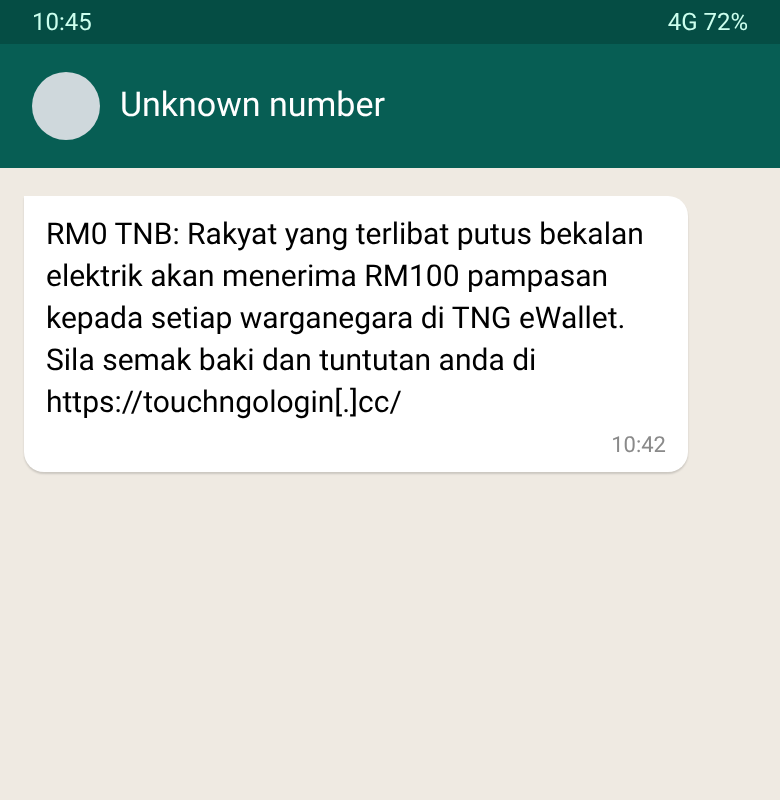 10:45
4G 72%
Unknown number
RM0 TNB: Rakyat yang terlibat putus bekalan
elektrik akan menerima RM100 pampasan
kepada setiap warganegara di TNG eWallet.
Sila semak baki dan tuntutan anda di
https://touchngologin[.]cc/
10:42